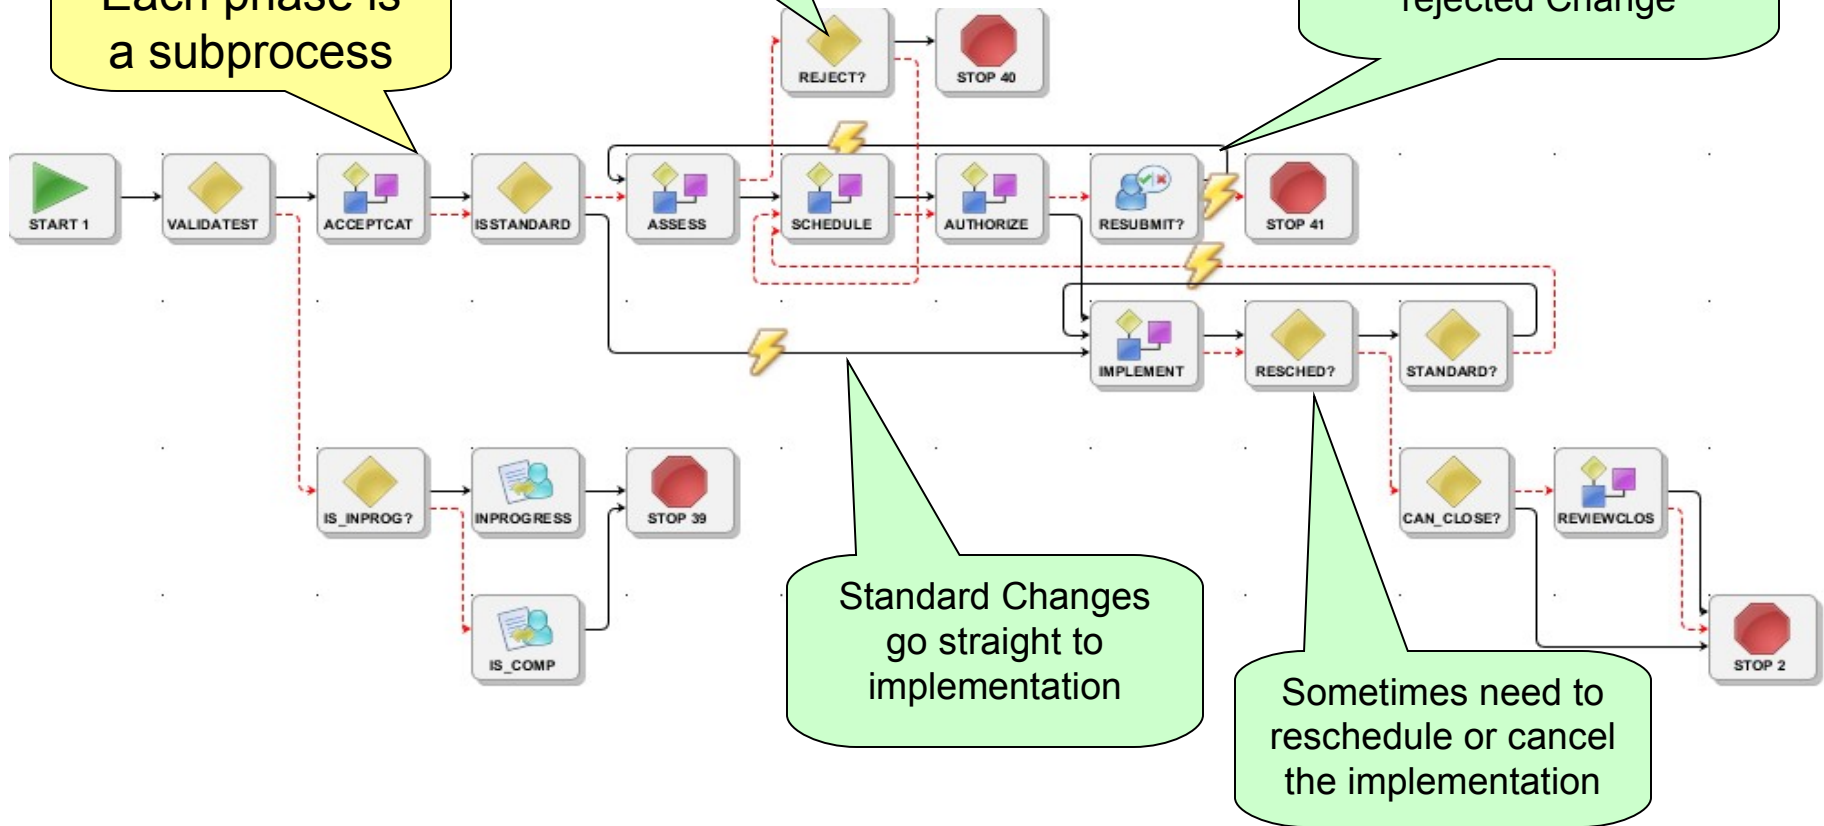 Each phase is
a subprocess
rejected Change
REJECT?
STOP 40
START 1
VALIDATEST
ACCEPTCAT
ISSTANDARD
ASSESS
SCHEDULE
AUTHORIZE
RESUBMIT?
STOP 41
IMPLEMENT
RESCHED?
STANDARD?
IS_INPROG?
INPROGRESS
STOP 39
CAN_CLOSE?
REVIEWCLOS
IS_COMP
STOP 2
Standard Changes
go straight to
implementation
Sometimes need to
reschedule or cancel
the implementation